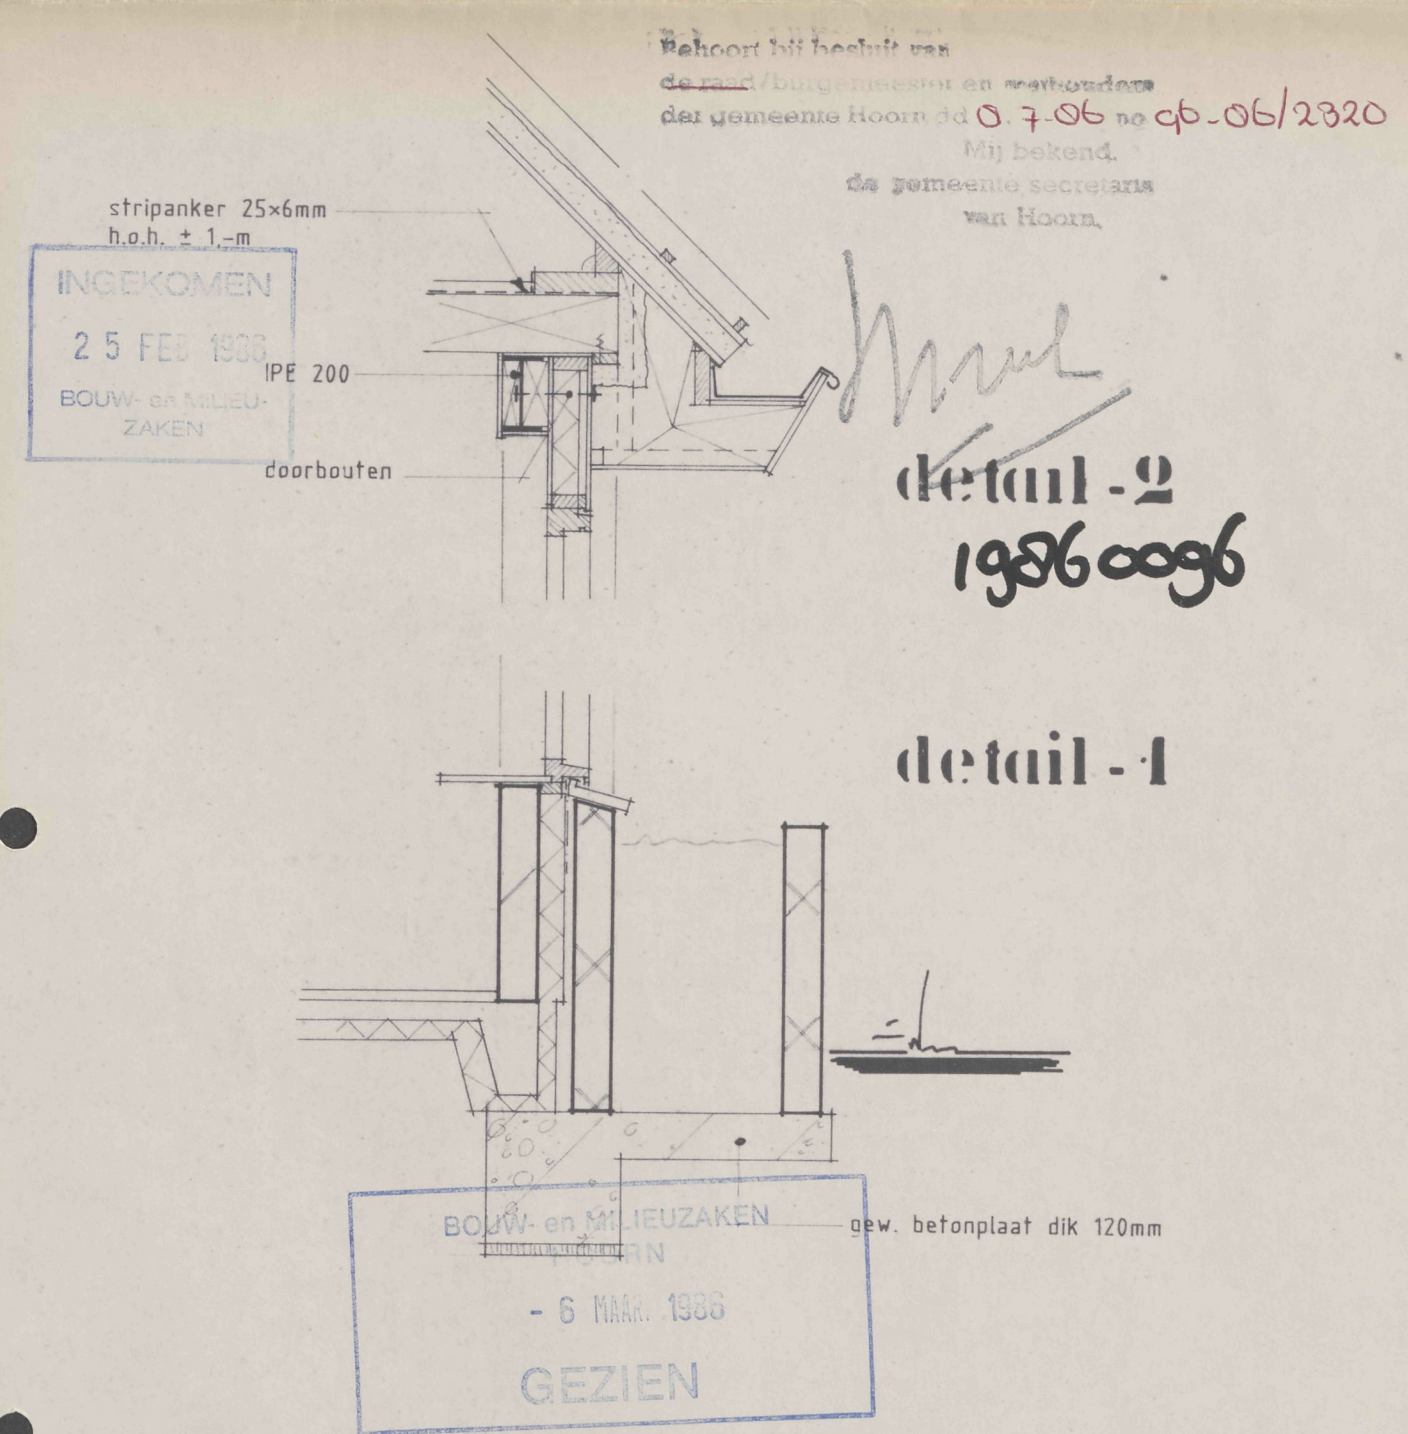 Behoort bij besluit van
de raad/burgemeester en wethouders
der gemeente Hoorn dd 0.7-06 no 96-06/2320
Mij bekend.
de gemeente secretaris
van Hoorn,
stripanker 25×6mm
h.o.h. ± 1,-m
INGEKOMEN
25 FEB 1986
BOUW- en MILIEU-
ZAKEN
IPE 200
doorbouten
detail-2
19860096
detail-1
BOUW- en MILIEUZAKEN
HOORN
- 6 MAAR. 1986
GEZIEN
gew. betonplaat dik 120mm